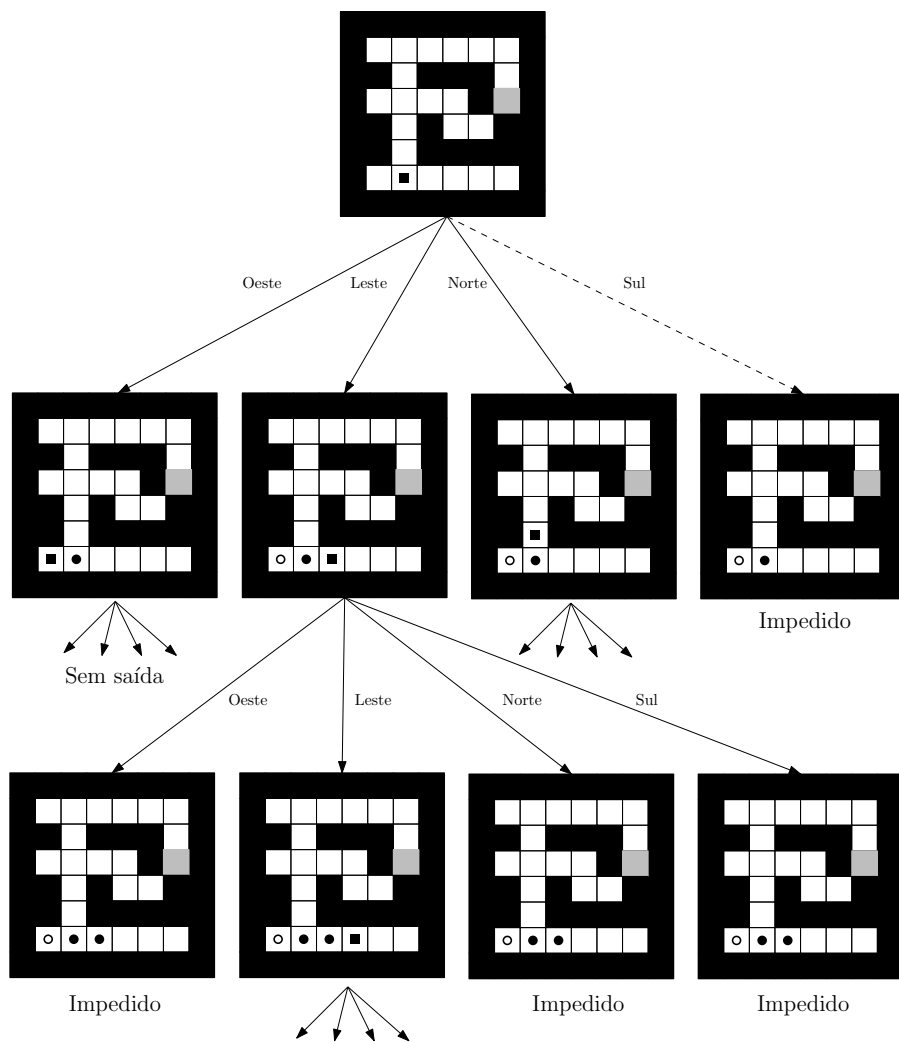 Oeste Leste Norte Sul
Impedido
Sem saída
Oeste Leste Norte Sul
Impedido Impedido Impedido